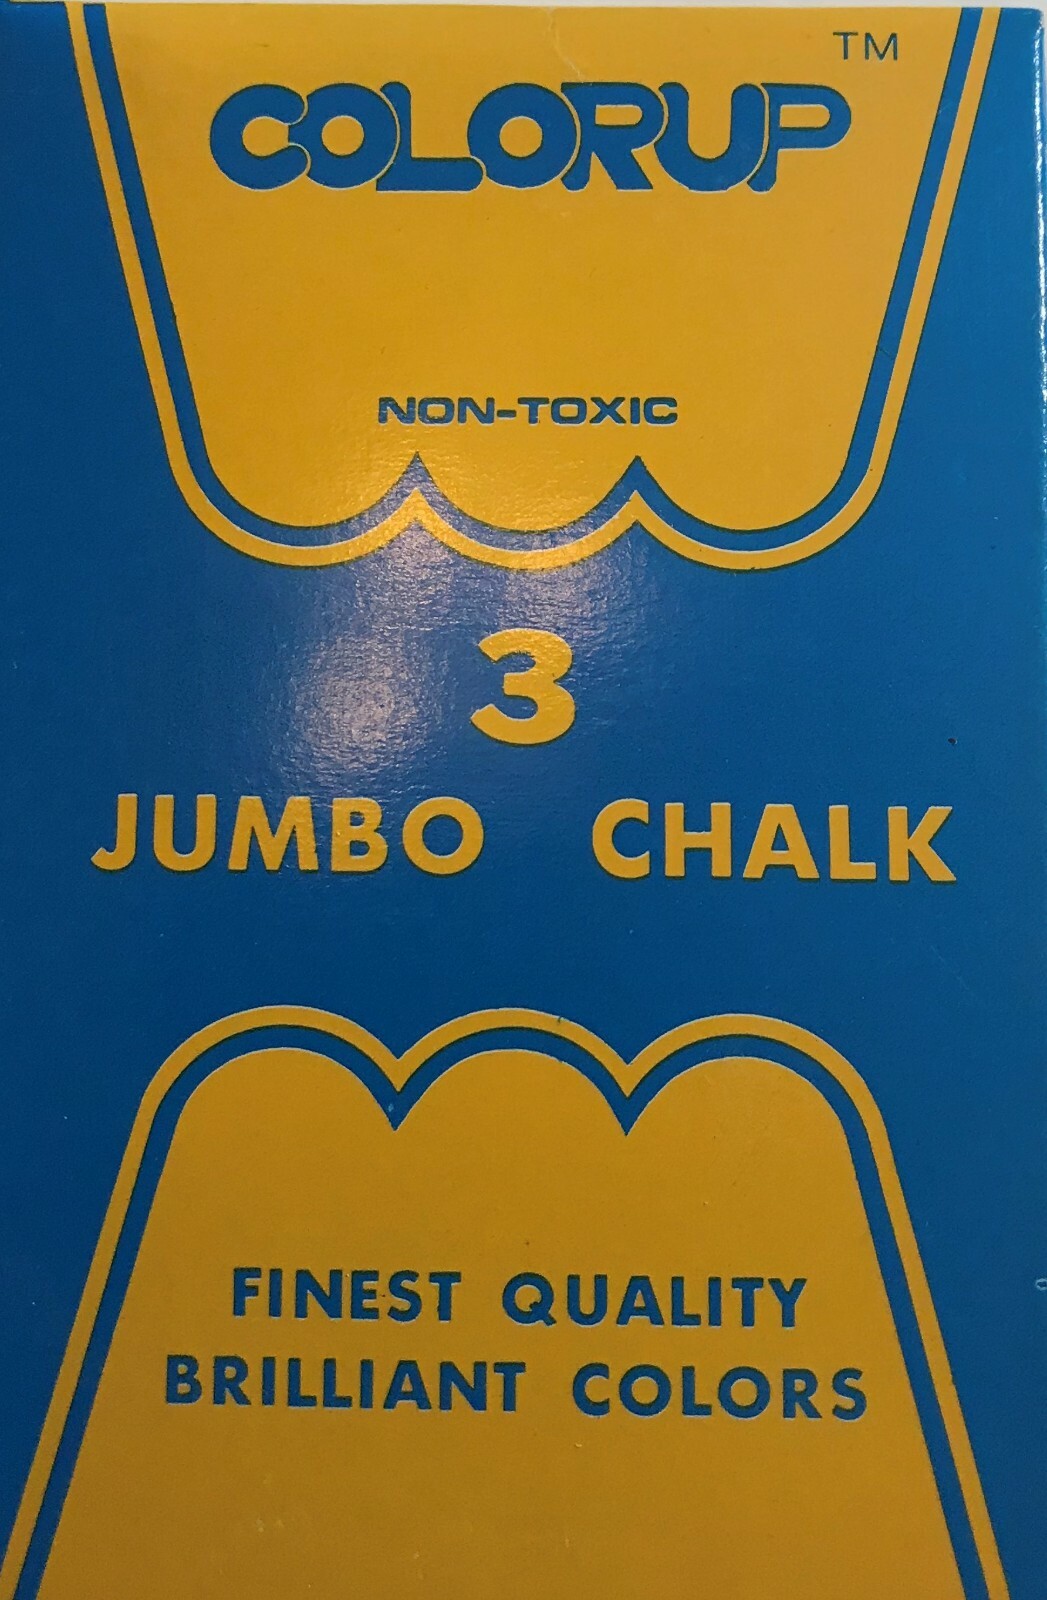 TM
COLORUP
NON-TOXIC
3
JUMBO CHALK
FINEST QUALITY
BRILLIANT COLORS